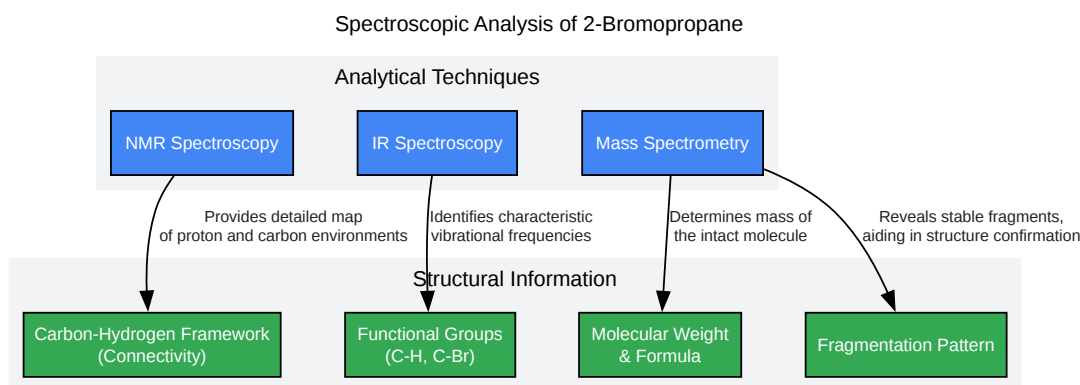 Spectroscopic Analysis of 2-Bromopropane
Analytical Techniques
NMR Spectroscopy
IR Spectroscopy
Mass Spectrometry
Provides detailed map
of proton and carbon environments
Identifies characteristic
vibrational frequencies
Determines mass of
the intact molecule
Reveals stable fragments,
aiding in structure confirmation
Structural Information
Carbon-Hydrogen Framework
(Connectivity)
Functional Groups
(C-H, C-Br)
Molecular Weight
& Formula
Fragmentation Pattern